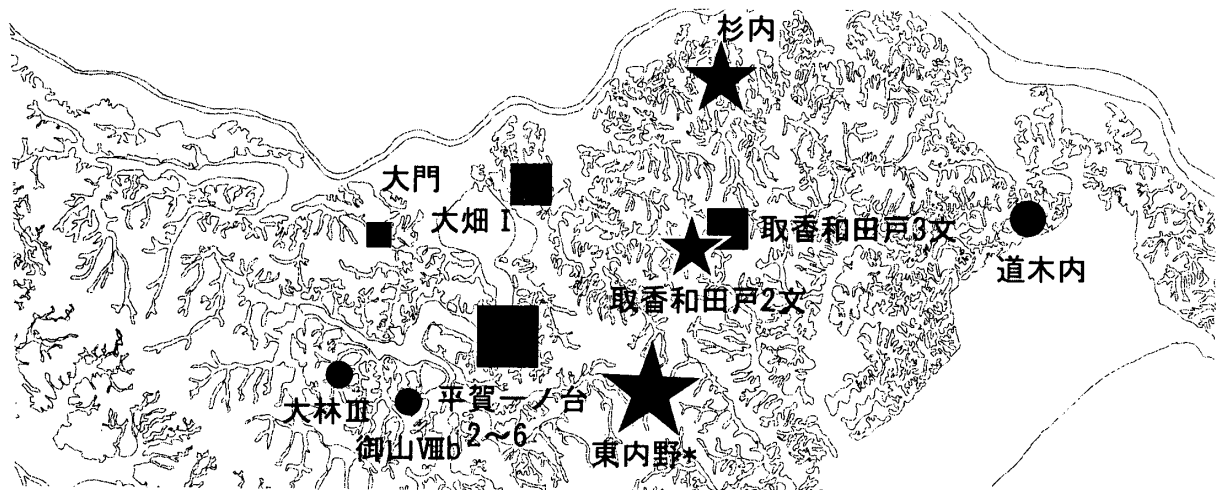 杉内
大門
大畑Ⅰ
取香和田戸3文
道木内
取香和田戸2文
大林Ⅲ
平賀一ノ台
2〜6
御山Ⅷb
東内野*